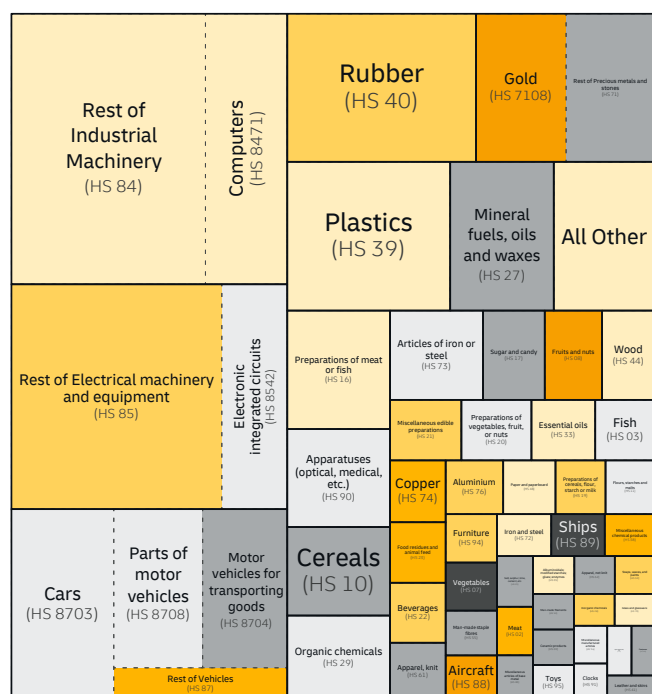 Rest of
Industrial
Machinery
(HS 84)
Computers
(HS 8471)
Rubber
(HS 40)
Gold
(HS 7108)
Rest of Precious metals and
stones
(HS 71)
Plastics
(HS 39)
Mineral
fuels, oils
and waxes
(HS 27)
All Other
Rest of Electrical machinery
and equipment
(HS 85)
Electronic
integrated circuits
(HS 8542)
Preparations of meat
or fish
(HS 16)
Articles of iron or
steel
(HS 73)
Sugar and candy
(HS 17)
Fruits and nuts
(HS 08)
Wood
(HS 44)
Miscellaneous edible
preparations
(HS 21)
Preparations of
vegetables, fruit,
or nuts
(HS 20)
Essential oils
(HS 33)
Fish
(HS 03)
Apparatuses
(optical, medical,
etc.)
(HS 90)
Copper
(HS 74)
Aluminium
(HS 76)
Paper and paperboard
Preparations of
cereals, flour,
starch or milk
(HS 19)
Flours, starches and
malts
Cars
(HS 8703)
Parts of
motor
vehicles
(HS 8708)
Motor
vehicles for
transporting
goods
(HS 8704)
Rest of Vehicles
(HS 87)
Cereals
(HS 10)
Food residues and
animal feed
Furniture
(HS 94)
Iron and steel
(HS 72)
Ships
(HS 89)
Miscellaneous
chemical products
Vegetables
(HS 07)
Beverages
(HS 22)
Man-made staple
fibres
Meat
(HS 02)
Organic chemicals
(HS 29)
Apparel, knit
(HS 61)
Aircraft
(HS 88)
Toys
(HS 95)
Clocks
(HS 91)